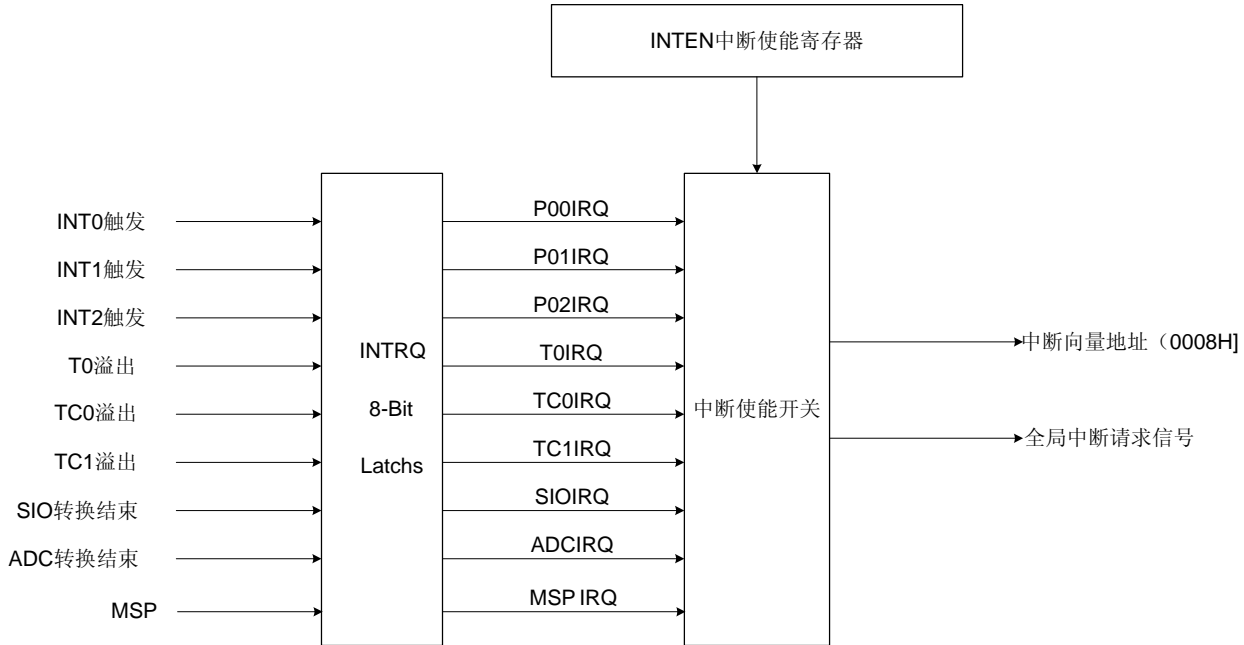 INTEN中断使能寄存器
INT0触发
INT1触发
INT2触发
T0溢出
TC0溢出
TC1溢出
SIO转换结束
ADC转换结束
MSP
INTRQ
8-Bit
Latchs
P00IRQ
P01IRQ
P02IRQ
T0IRQ
TC0IRQ
TC1IRQ
SIOIRQ
ADCIRQ
MSP IRQ
中断使能开关
中断向量地址（0008H]
全局中断请求信号